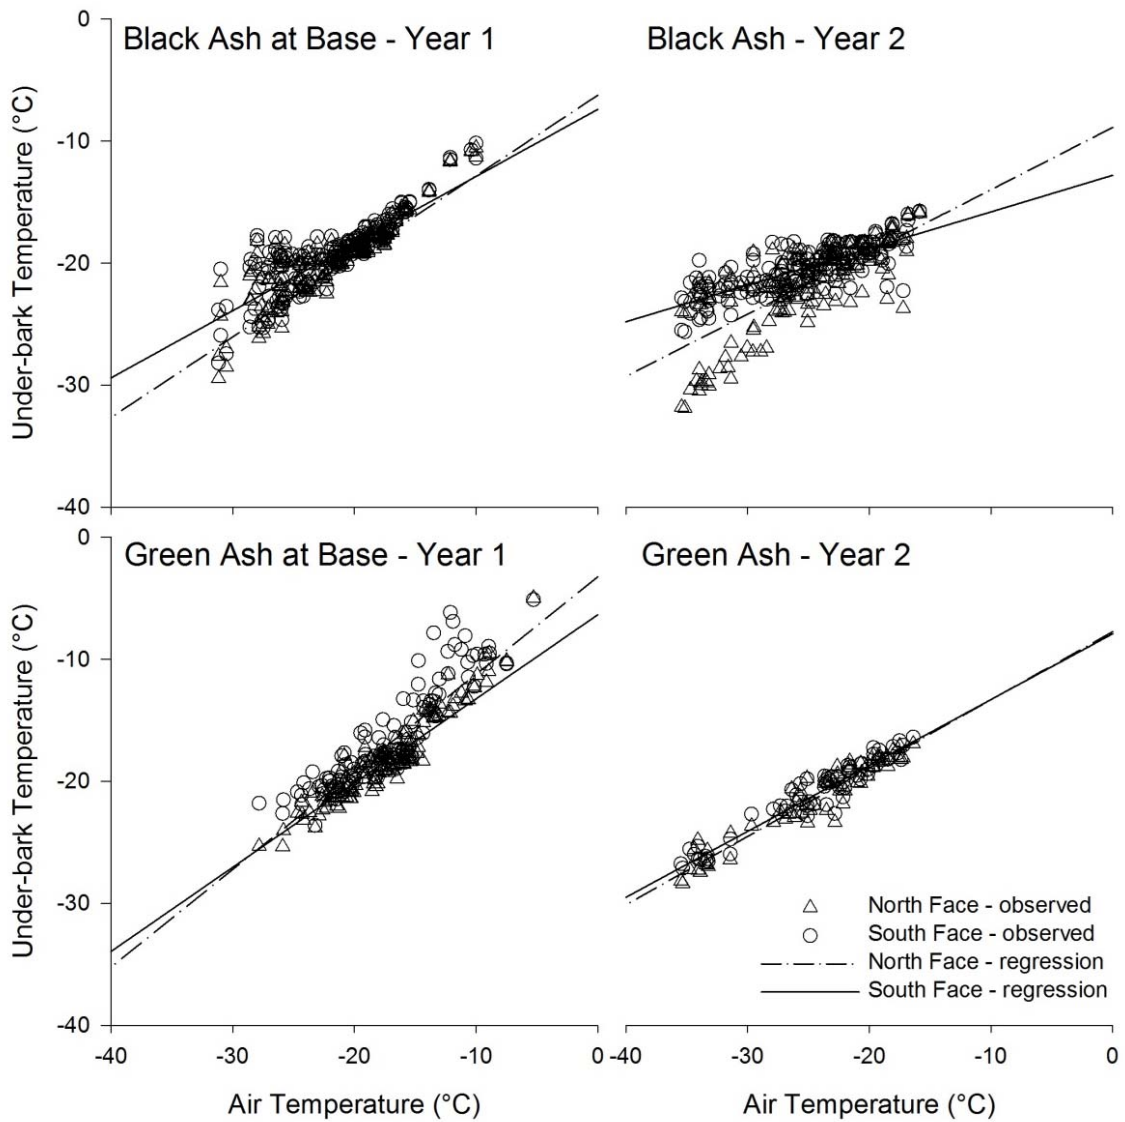 Black Ash at Base - Year 1
Black Ash - Year 2
0
-10
-20
-30
-40
Under-bark Temperature (°C)
Green Ash at Base - Year 1
Green Ash - Year 2
0
-10
-20
-30
-40
Under-bark Temperature (°C)
North Face - observed
South Face - observed
North Face - regression
South Face - regression
-40 -30 -20 -10 0
-40 -30 -20 -10 0
Air Temperature (°C)
Air Temperature (°C)